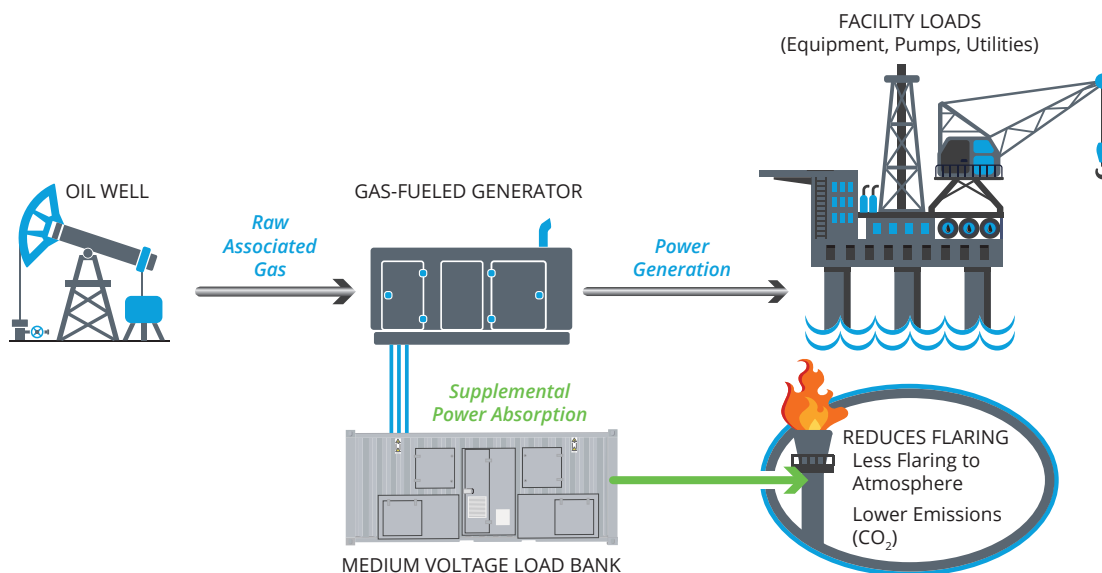 FACILITY LOADS
(Equipment, Pumps, Utilities)
OIL WELL
GAS-FUELED GENERATOR
Raw
Associated
Gas
Power
Generation
Supplemental
Power Absorption
REDUCES FLARING
Less Flaring to
Atmosphere
Lower Emissions
(CO₂)
MEDIUM VOLTAGE LOAD BANK